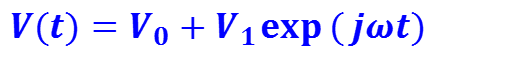 V(t) = V₀ + V₁ exp (jωt)